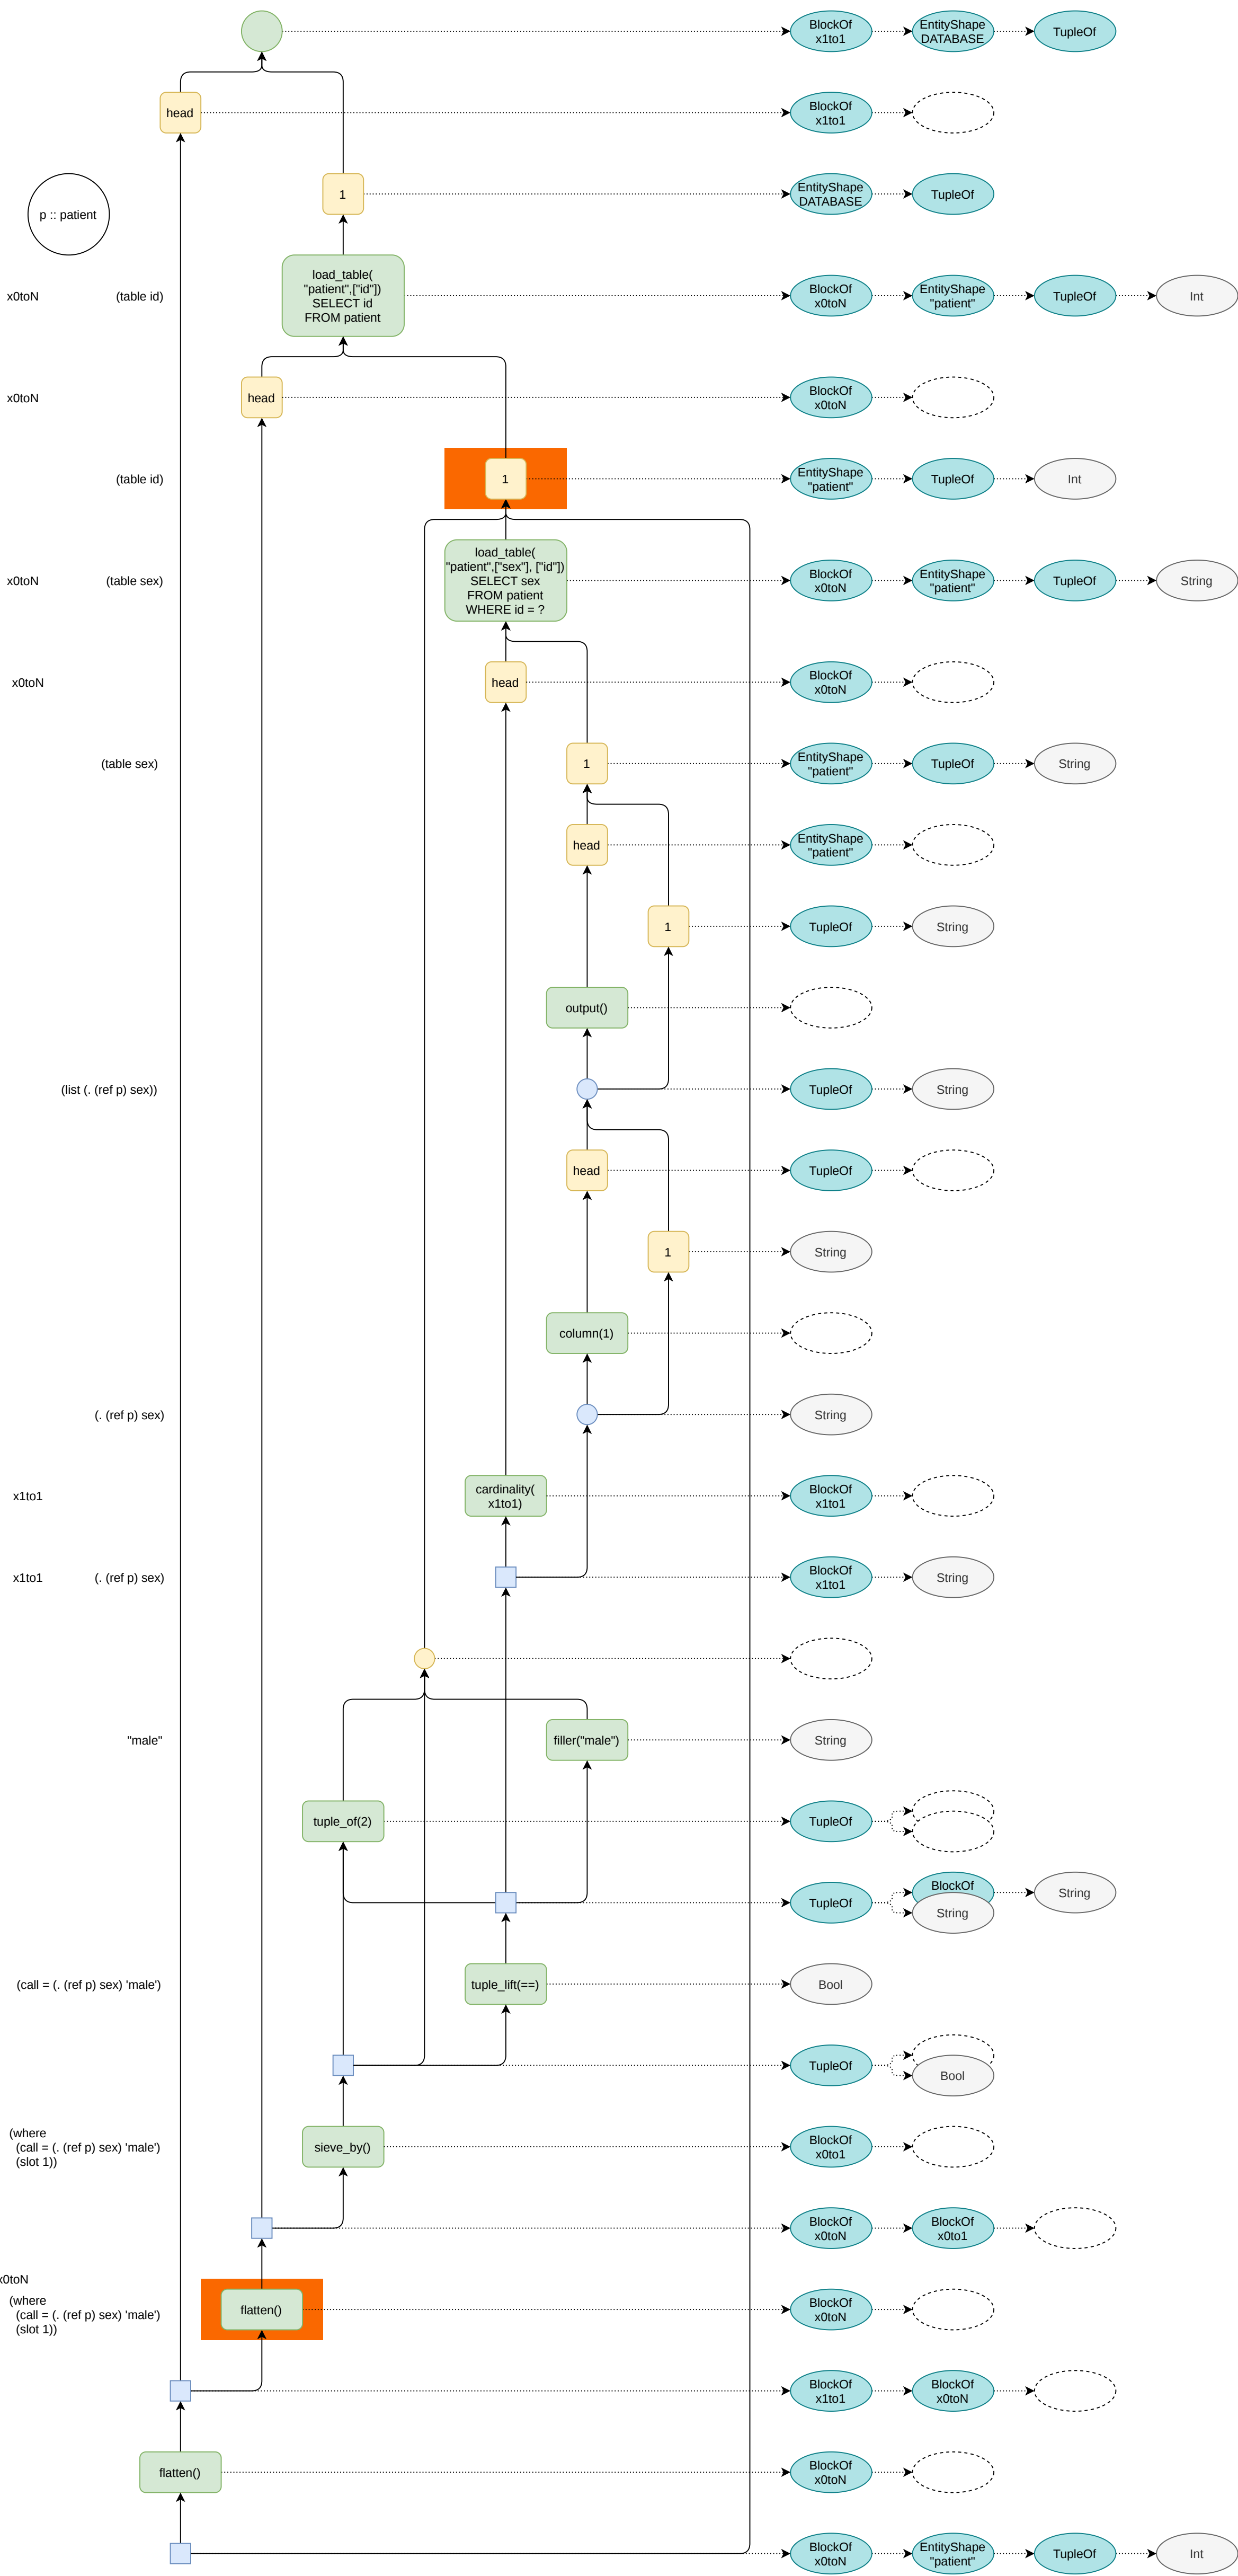 BlockOf
x1to1
EntityShape
DATABASE
TupleOf
head
BlockOf
x1to1
p :: patient
1
EntityShape
DATABASE
TupleOf
x0toN
(table id)
load_table(
"patient",["id"])
SELECT id
FROM patient
BlockOf
x0toN
EntityShape
"patient"
TupleOf
Int
x0toN
head
BlockOf
x0toN
(table id)
1
EntityShape
"patient"
TupleOf
Int
x0toN
(table sex)
load_table(
"patient",["sex"], ["id"])
SELECT sex
FROM patient
WHERE id = ?
BlockOf
x0toN
EntityShape
"patient"
TupleOf
String
x0toN
head
BlockOf
x0toN
(table sex)
1
EntityShape
"patient"
TupleOf
String
head
EntityShape
"patient"
1
TupleOf
String
output()
(list (. (ref p) sex))
TupleOf
String
head
TupleOf
1
String
column(1)
(. (ref p) sex)
String
x1to1
cardinality(
x1to1)
BlockOf
x1to1
x1to1
(. (ref p) sex)
BlockOf
x1to1
String
"male"
filler("male")
String
tuple_of(2)
TupleOf
TupleOf
BlockOf
String
String
(call = (. (ref p) sex) 'male')
tuple_lift(==)
Bool
TupleOf
Bool
(where
(call = (. (ref p) sex) 'male')
(slot 1))
sieve_by()
BlockOf
x0to1
BlockOf
x0toN
BlockOf
x0to1
x0toN
(where
(call = (. (ref p) sex) 'male')
(slot 1))
flatten()
BlockOf
x0toN
BlockOf
x1to1
BlockOf
x0toN
flatten()
BlockOf
x0toN
BlockOf
x0toN
EntityShape
"patient"
TupleOf
Int